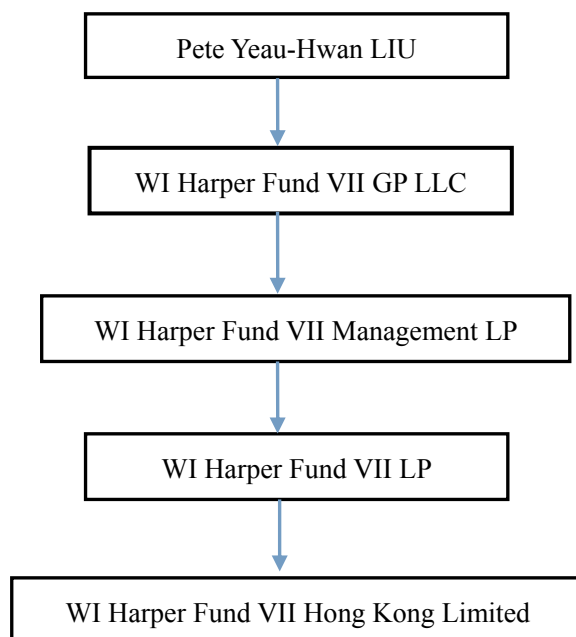 Pete Yeau-Hwan LIU
WI Harper Fund VII GP LLC
WI Harper Fund VII Management LP
WI Harper Fund VII LP
WI Harper Fund VII Hong Kong Limited